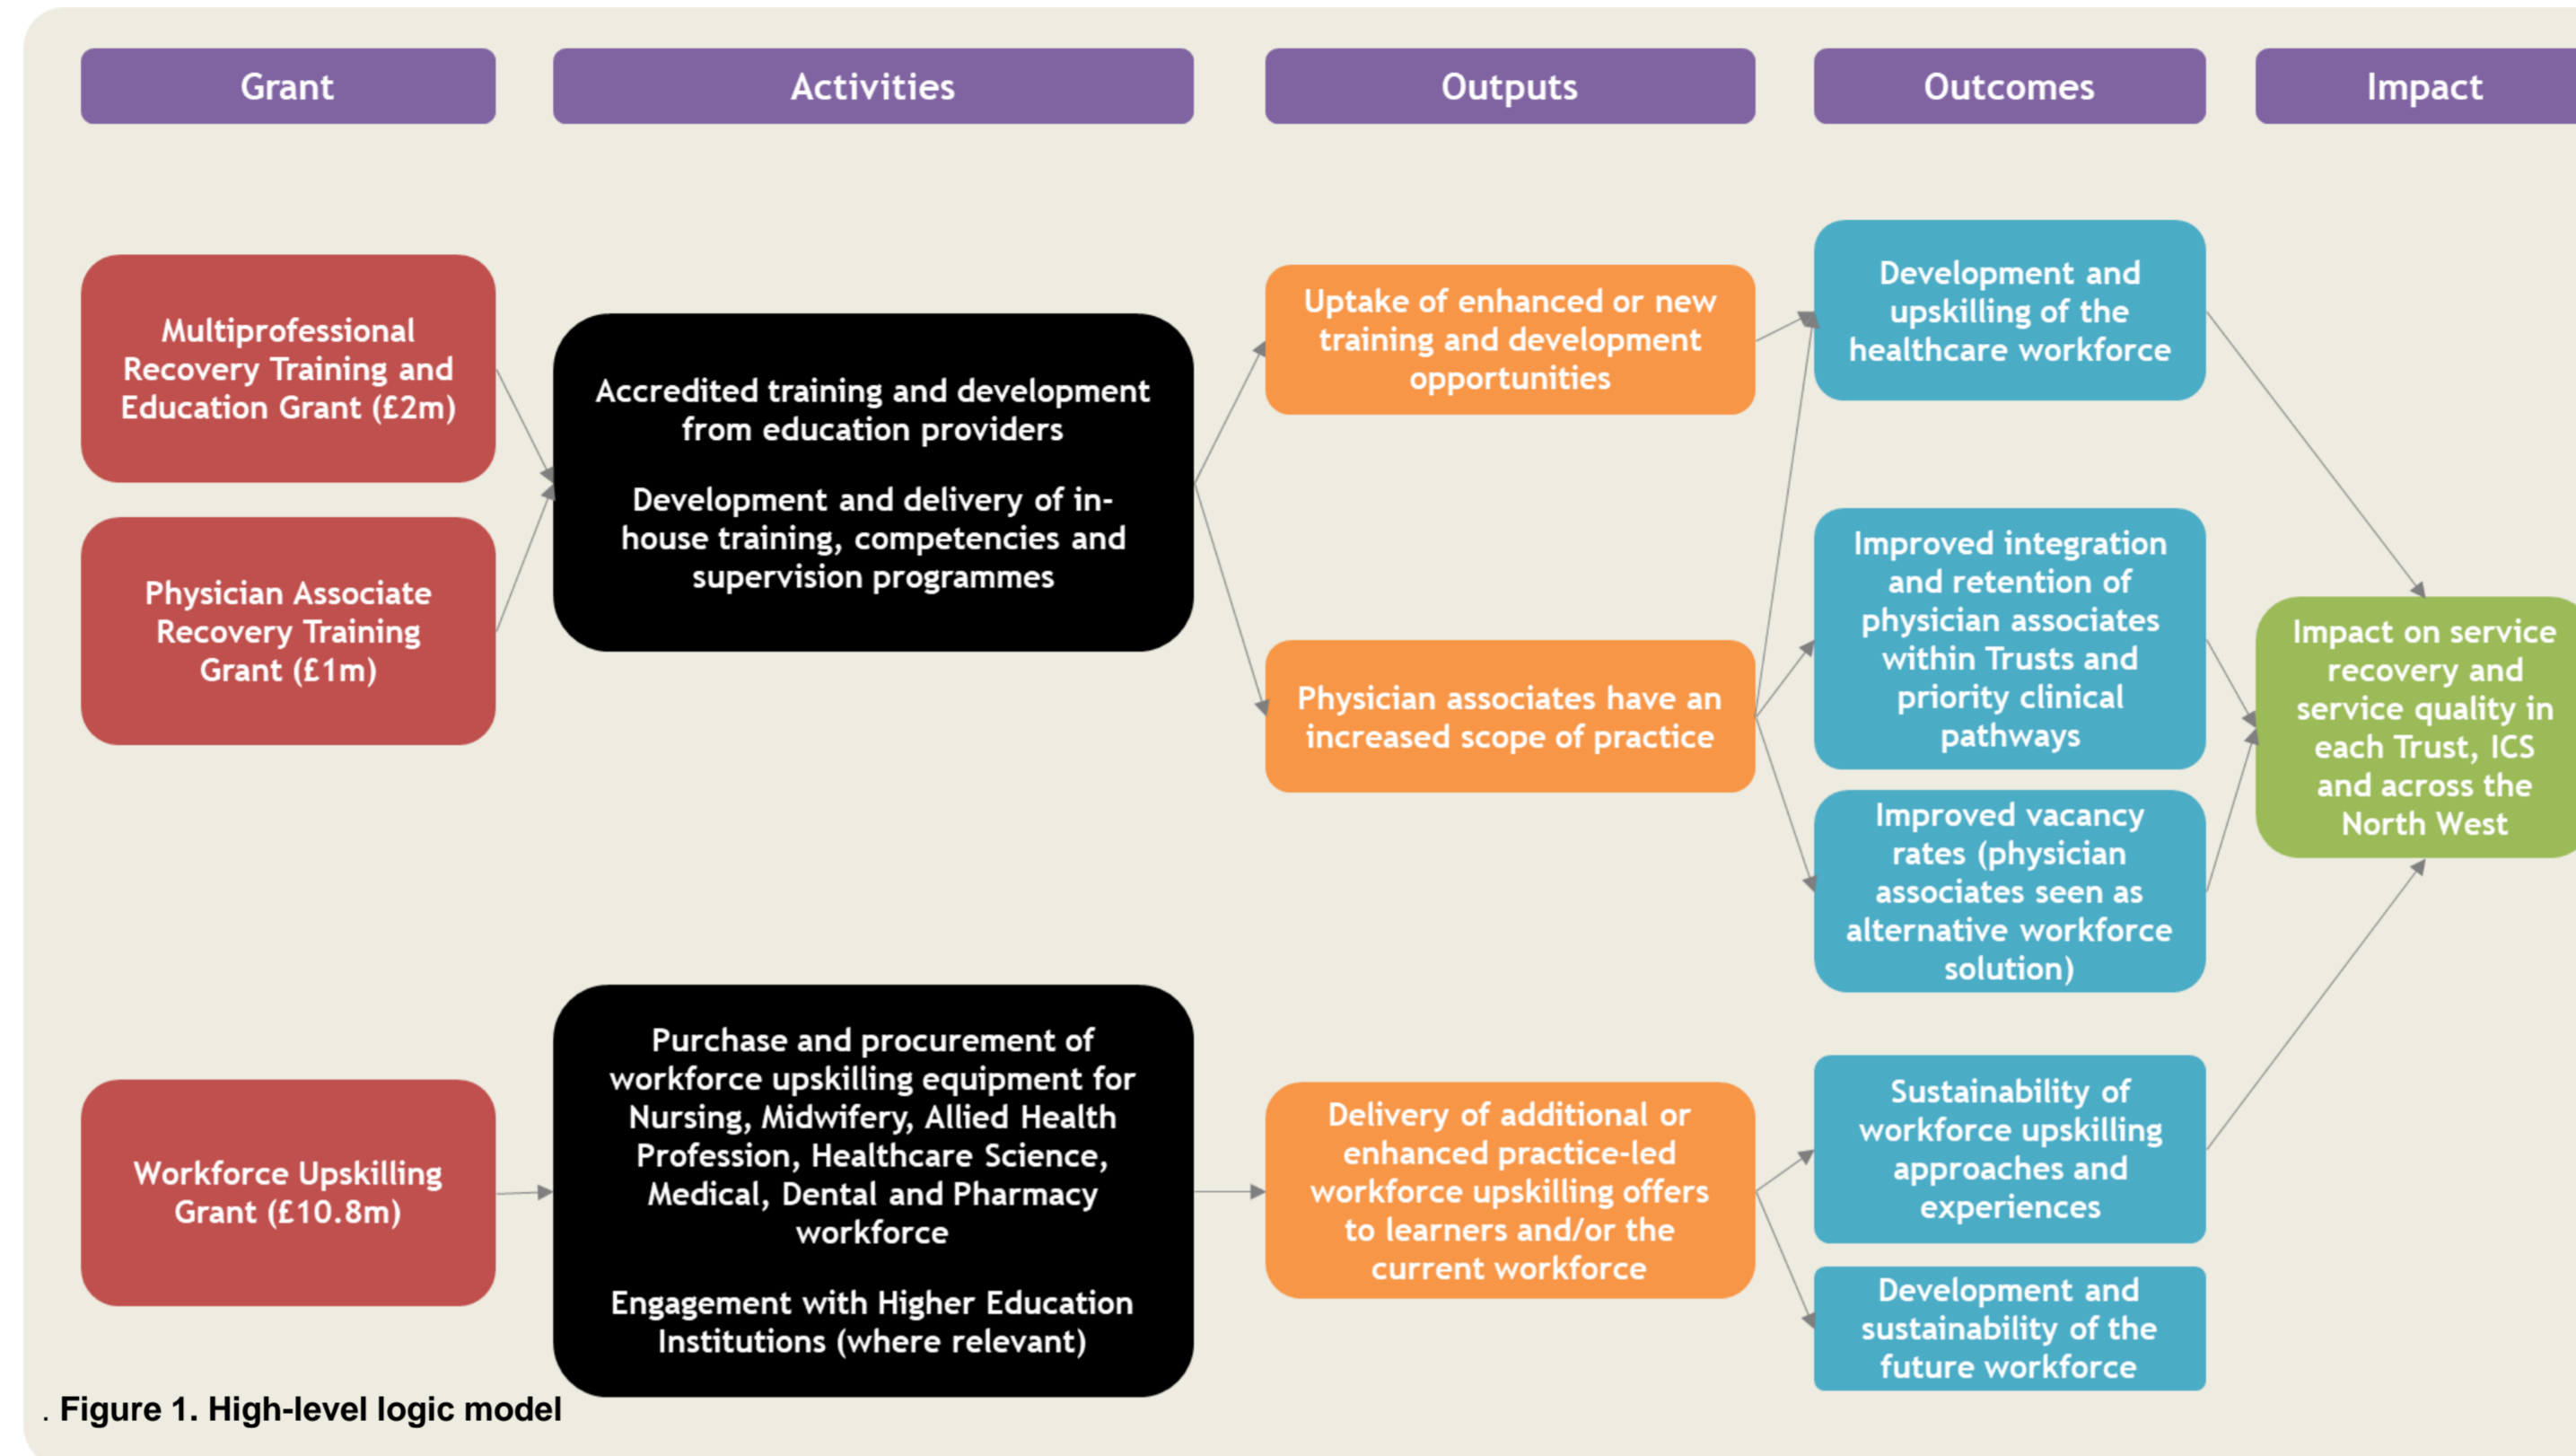 Grant
Activities
Outputs
Outcomes
Impact
Multiprofessional
Recovery Training and
Education Grant (£2m)
Physician Associate
Recovery Training
Grant (£1m)
Workforce Upskilling
Grant (£10.8m)
Accredited training and development
from education providers
Development and delivery of in-
house training, competencies and
supervision programmes
Purchase and procurement of
workforce upskilling equipment for
Nursing, Midwifery, Allied Health
Profession, Healthcare Science,
Medical, Dental and Pharmacy
workforce
Engagement with Higher Education
Institutions (where relevant)
Uptake of enhanced or new
training and development
opportunities
Physician associates have an
increased scope of practice
Delivery of additional or
enhanced practice-led
workforce upskilling offers
to learners and/or the
current workforce
Development and
upskilling of the
healthcare workforce
Improved integration
and retention of
physician associates
within Trusts and
priority clinical
pathways
Improved vacancy
rates (physician
associates seen as
alternative workforce
solution)
Sustainability of
workforce upskilling
approaches and
experiences
Development and
sustainability of the
future workforce
Impact on service
recovery and
service quality in
each Trust, ICS
and across the
North West
. Figure 1. High-level logic model